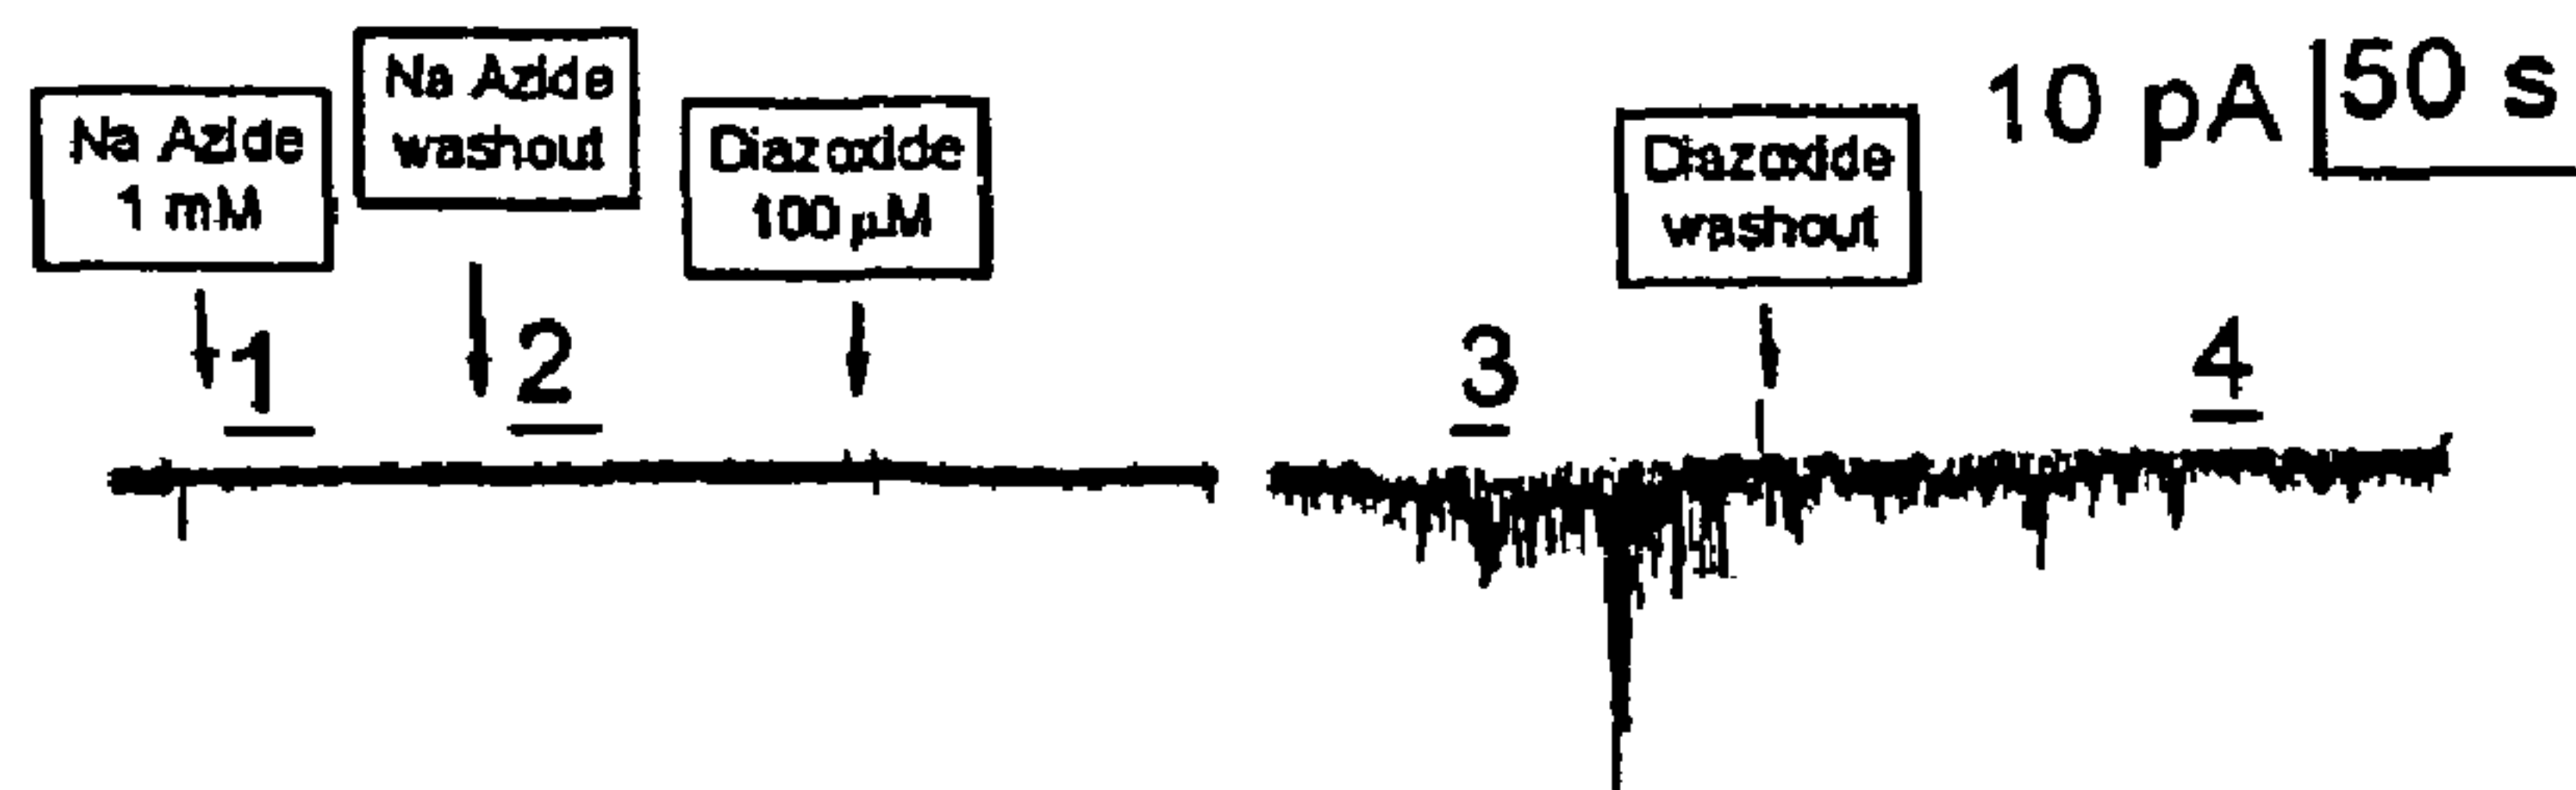 Na Azide
1 mM
Na Azide
washout
Diazoxide
100 µM
Diazoxide
washout
10 pA
50 s
1
2
3
4